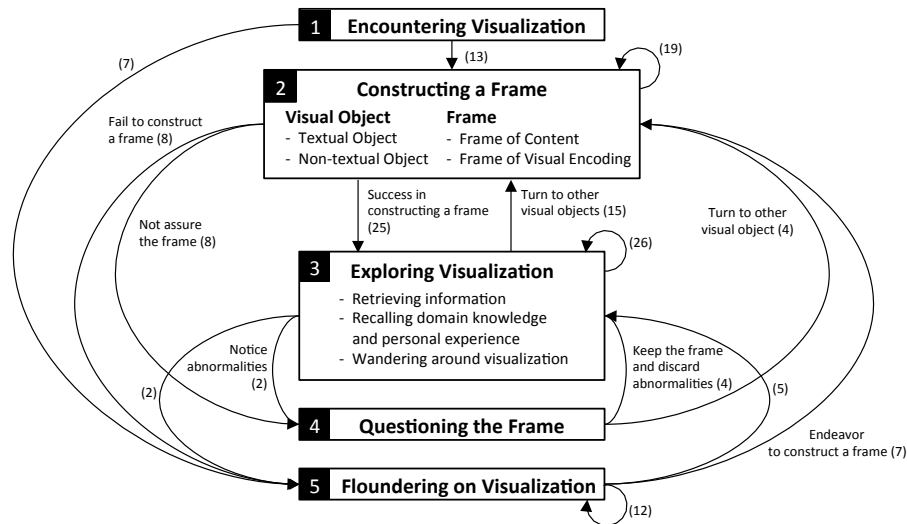 1 Encountering Visualization
(7)
(13)
(19)
2 Constructing a Frame
Visual Object
- Textual Object
- Non-textual Object
Frame
- Frame of Content
- Frame of Visual Encoding
Fail to construct
a frame (8)
Success in
constructing a frame
(25)
Turn to other
visual objects (15)
Not assure
the frame (8)
Turn to other
visual object (4)
(26)
3 Exploring Visualization
- Retrieving information
- Recalling domain knowledge
and personal experience
- Wandering around visualization
Notice
abnormalities
(2)
(2)
Keep the frame
and discard
abnormalities (4)
(5)
4 Questioning the Frame
Endeavor
to construct a frame (7)
5 Floundering on Visualization
(12)